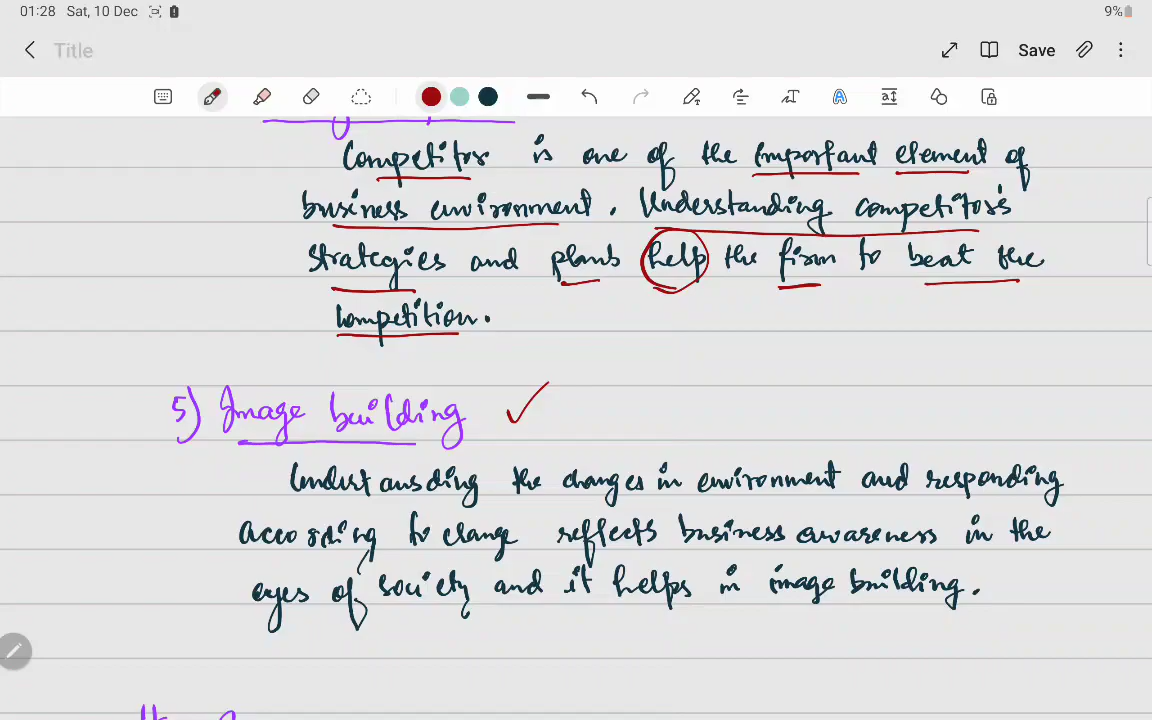 01:28 Sat, 10 Dec 9%
Title Save
Competitor is one of the important element of
business environment. Understanding competitor's
strategies and plans help the firm to beat the
competition.
5) Image building ✓
Understanding the changes in environment and responding
according to change reflects business awareness in the
eyes of society and it helps in image building.